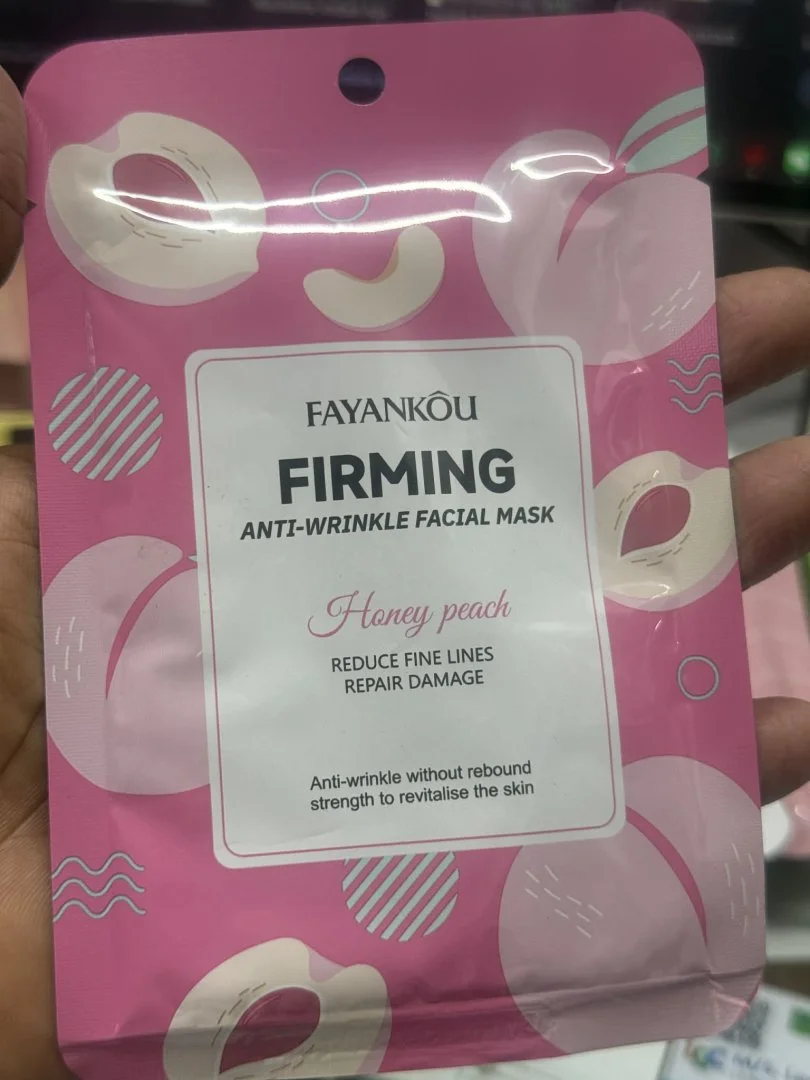 FAYANKÔU
FIRMING
ANTI-WRINKLE FACIAL MASK
Honey peach
REDUCE FINE LINES
REPAIR DAMAGE
Anti-wrinkle without rebound
strength to revitalise the skin